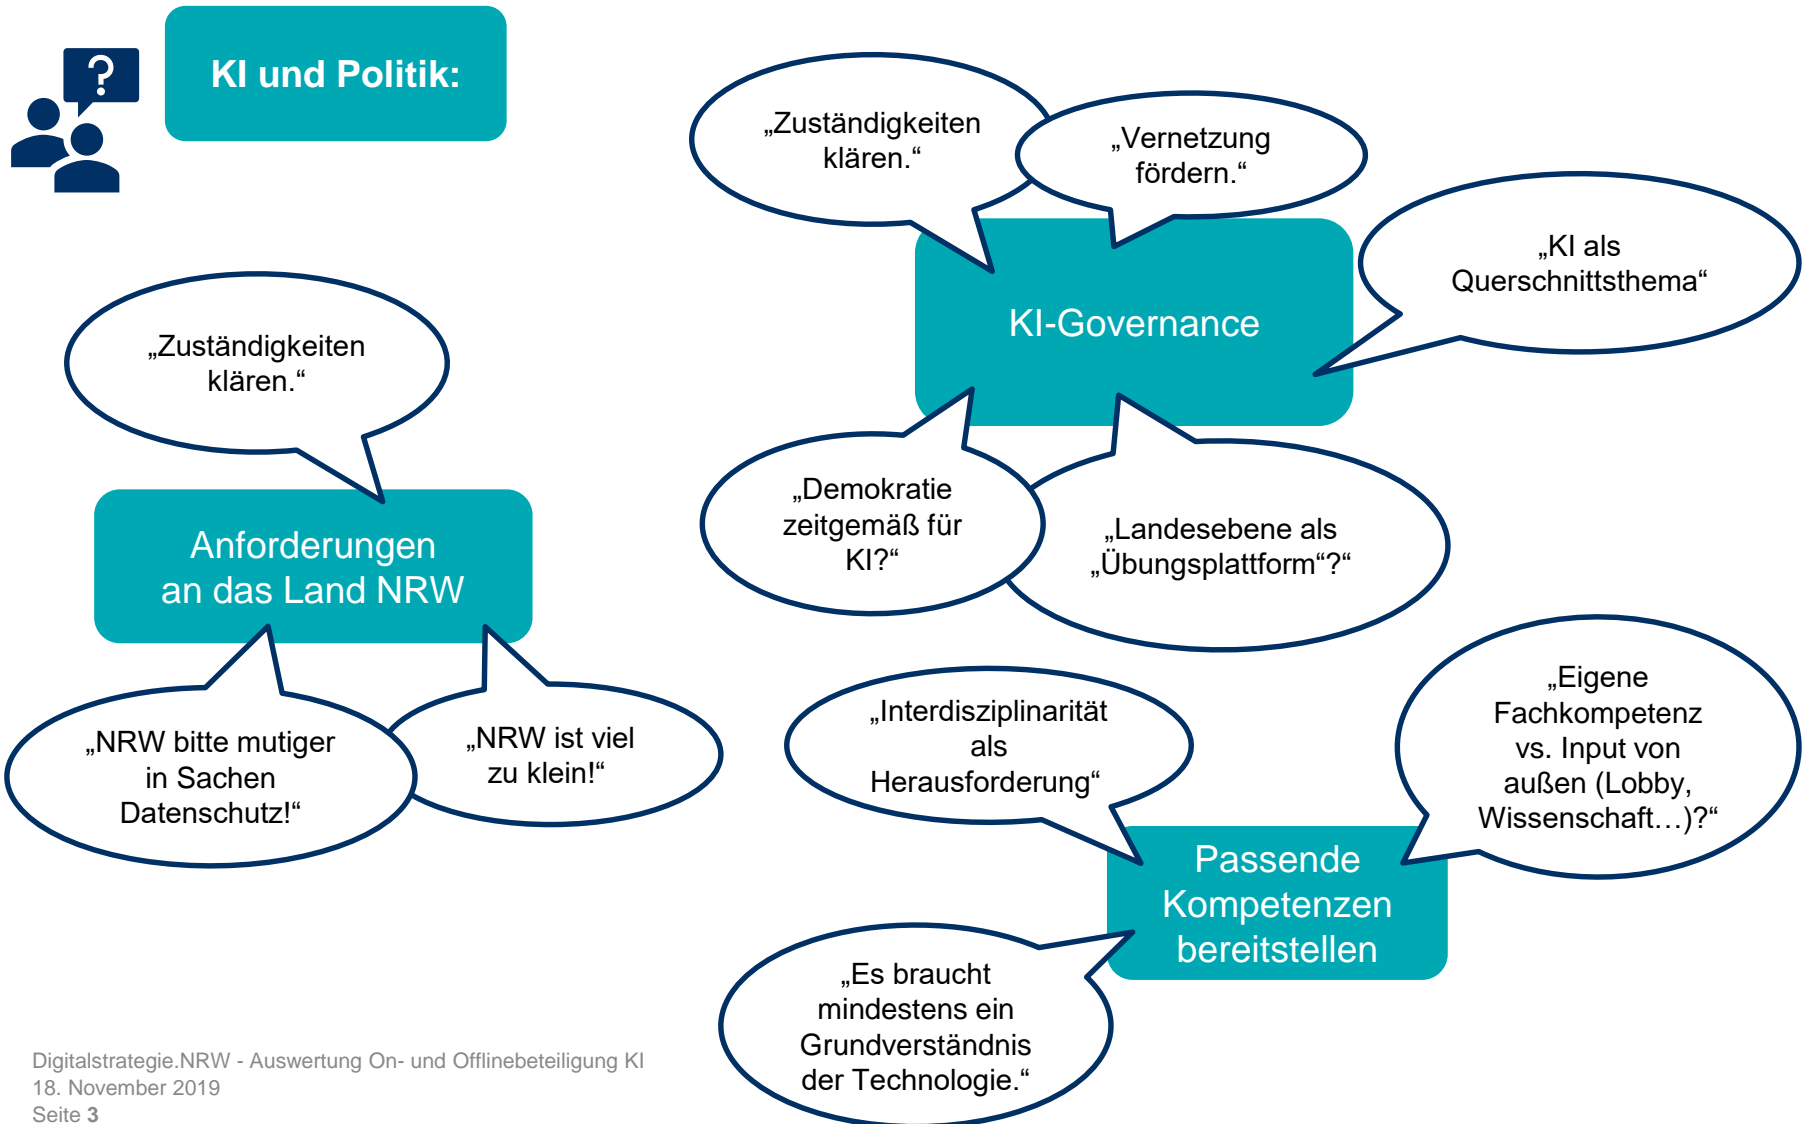 ?
KI und Politik:
„Zuständigkeiten
klären.“
„Vernetzung
fördern.“
„KI als
Querschnittsthema“
KI-Governance
„Demokratie
zeitgemäß für
KI?“
„Landesebene als
„Übungsplattform“?“
„Zuständigkeiten
klären.“
Anforderungen
an das Land NRW
„NRW bitte mutiger
in Sachen
Datenschutz!“
„NRW ist viel
zu klein!“
„Interdisziplinarität
als
Herausforderung“
„Eigene
Fachkompetenz
vs. Input von
außen (Lobby,
Wissenschaft…)?“
Passende
Kompetenzen
bereitstellen
„Es braucht
mindestens ein
Grundverständnis
der Technologie.“
Digitalstrategie.NRW - Auswertung On- und Offlinebeteiligung KI
18. November 2019
Seite 3